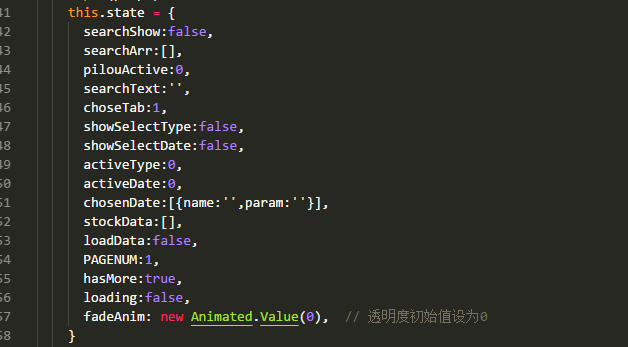 41 this.state = {
42 searchShow:false,
43 searchArr:[],
44 pilouActive:0,
45 searchText:'',
46 choseTab:1,
47 showSelectType:false,
48 showSelectDate:false,
49 activeType:0,
50 activeDate:0,
51 chosenDate:[{name:'',param:''}],
52 stockData:[],
53 loadData:false,
54 PAGENUM:1,
55 hasMore:true,
56 loading:false,
57 fadeAnim: new Animated.Value(0), // 透明度初始值设为0
58 }